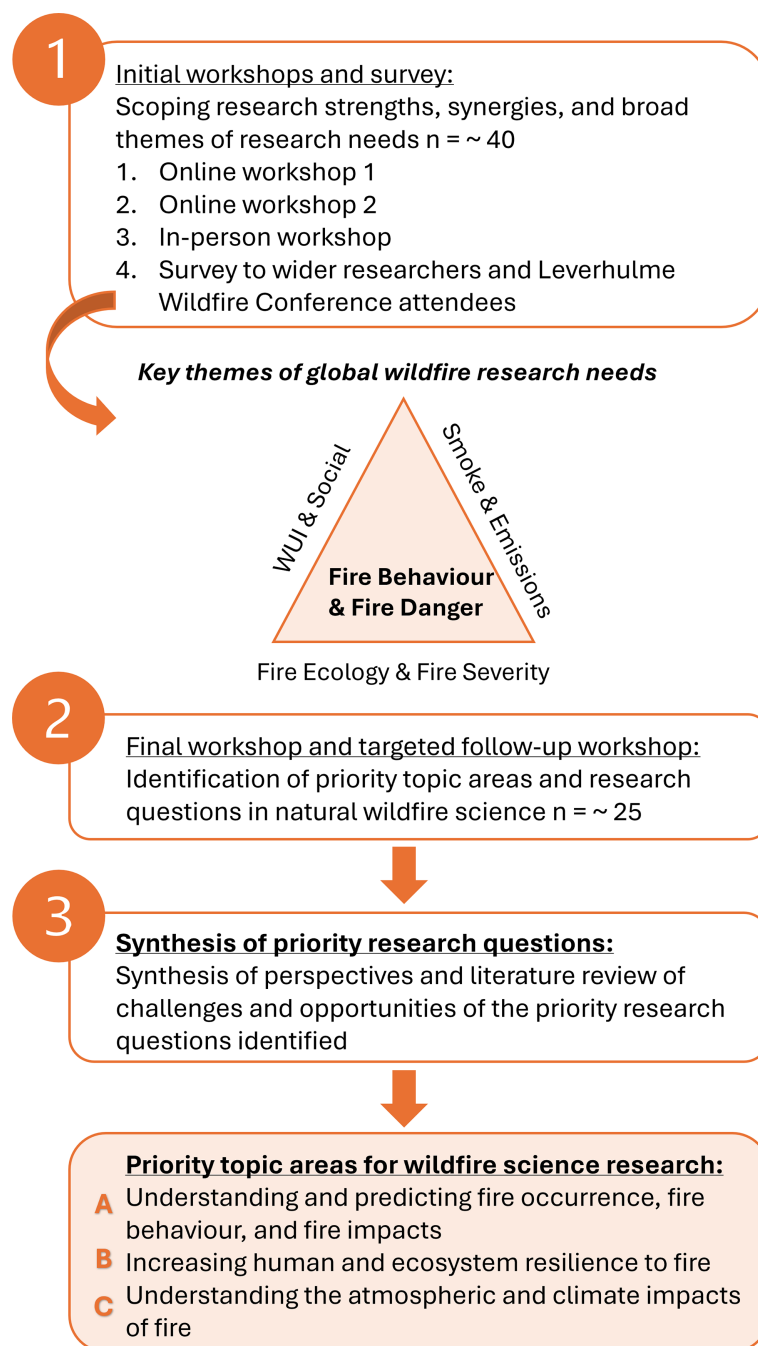 1
Initial workshops and survey:
Scoping research strengths, synergies, and broad
themes of research needs n = ~ 40
1. Online workshop 1
2. Online workshop 2
3. In-person workshop
4. Survey to wider researchers and Leverhulme
Wildfire Conference attendees
Key themes of global wildfire research needs
WUI & Social
Smoke & Emissions
Fire Behaviour
& Fire Danger
Fire Ecology & Fire Severity
2
Final workshop and targeted follow-up workshop:
Identification of priority topic areas and research
questions in natural wildfire science n = ~ 25
3
Synthesis of priority research questions:
Synthesis of perspectives and literature review of
challenges and opportunities of the priority research
questions identified
Priority topic areas for wildfire science research:
A Understanding and predicting fire occurrence, fire
behaviour, and fire impacts
B Increasing human and ecosystem resilience to fire
C Understanding the atmospheric and climate impacts
of fire